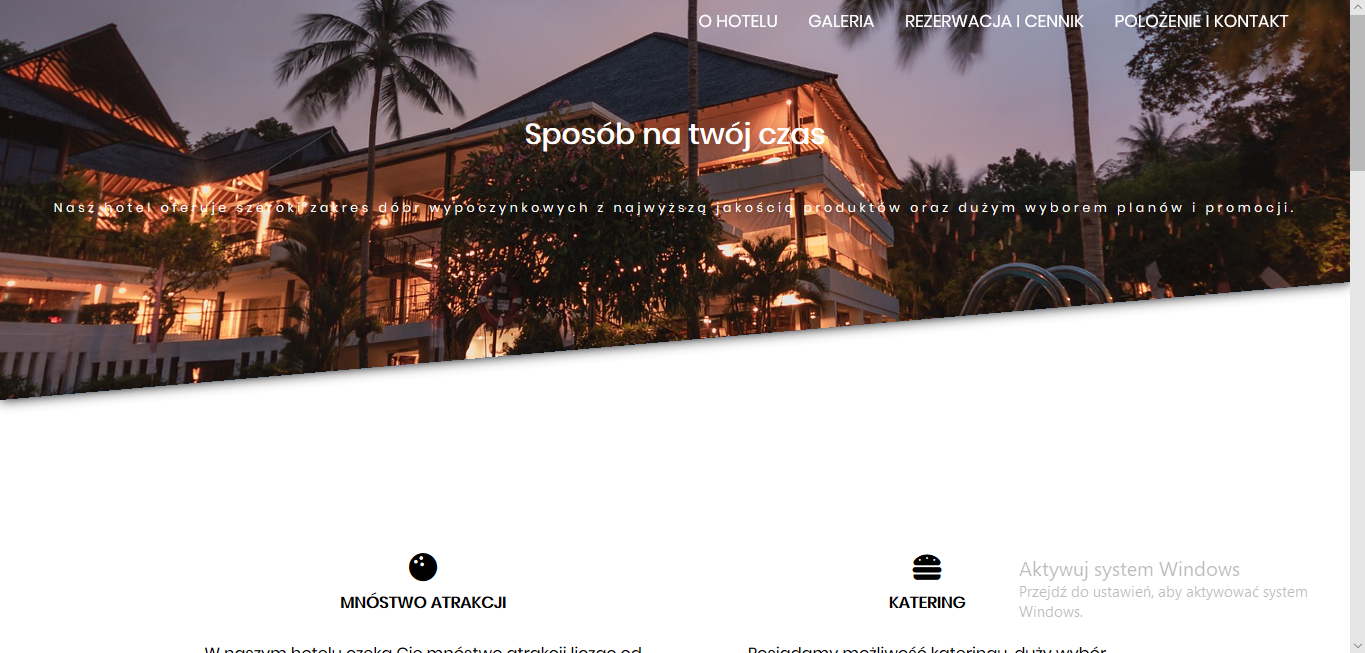 O HOTELU GALERIA REZERWACJA I CENNIK POŁOŻENIE I KONTAKT
Sposób na twój czas
Nasz hotel oferuje szeroki zakres dóbr wypoczynkowych z najwyższą jakością produktów oraz dużym wyborem planów i promocji.
MNÓSTWO ATRAKCJI
KATERING
Aktywuj system Windows
Przejdź do ustawień, aby aktywować system
Windows.
W naszym hotelu czeka Cię mnóstwo atrakcji licząc od
Posiadamy możliwość kateringu, duży wybór